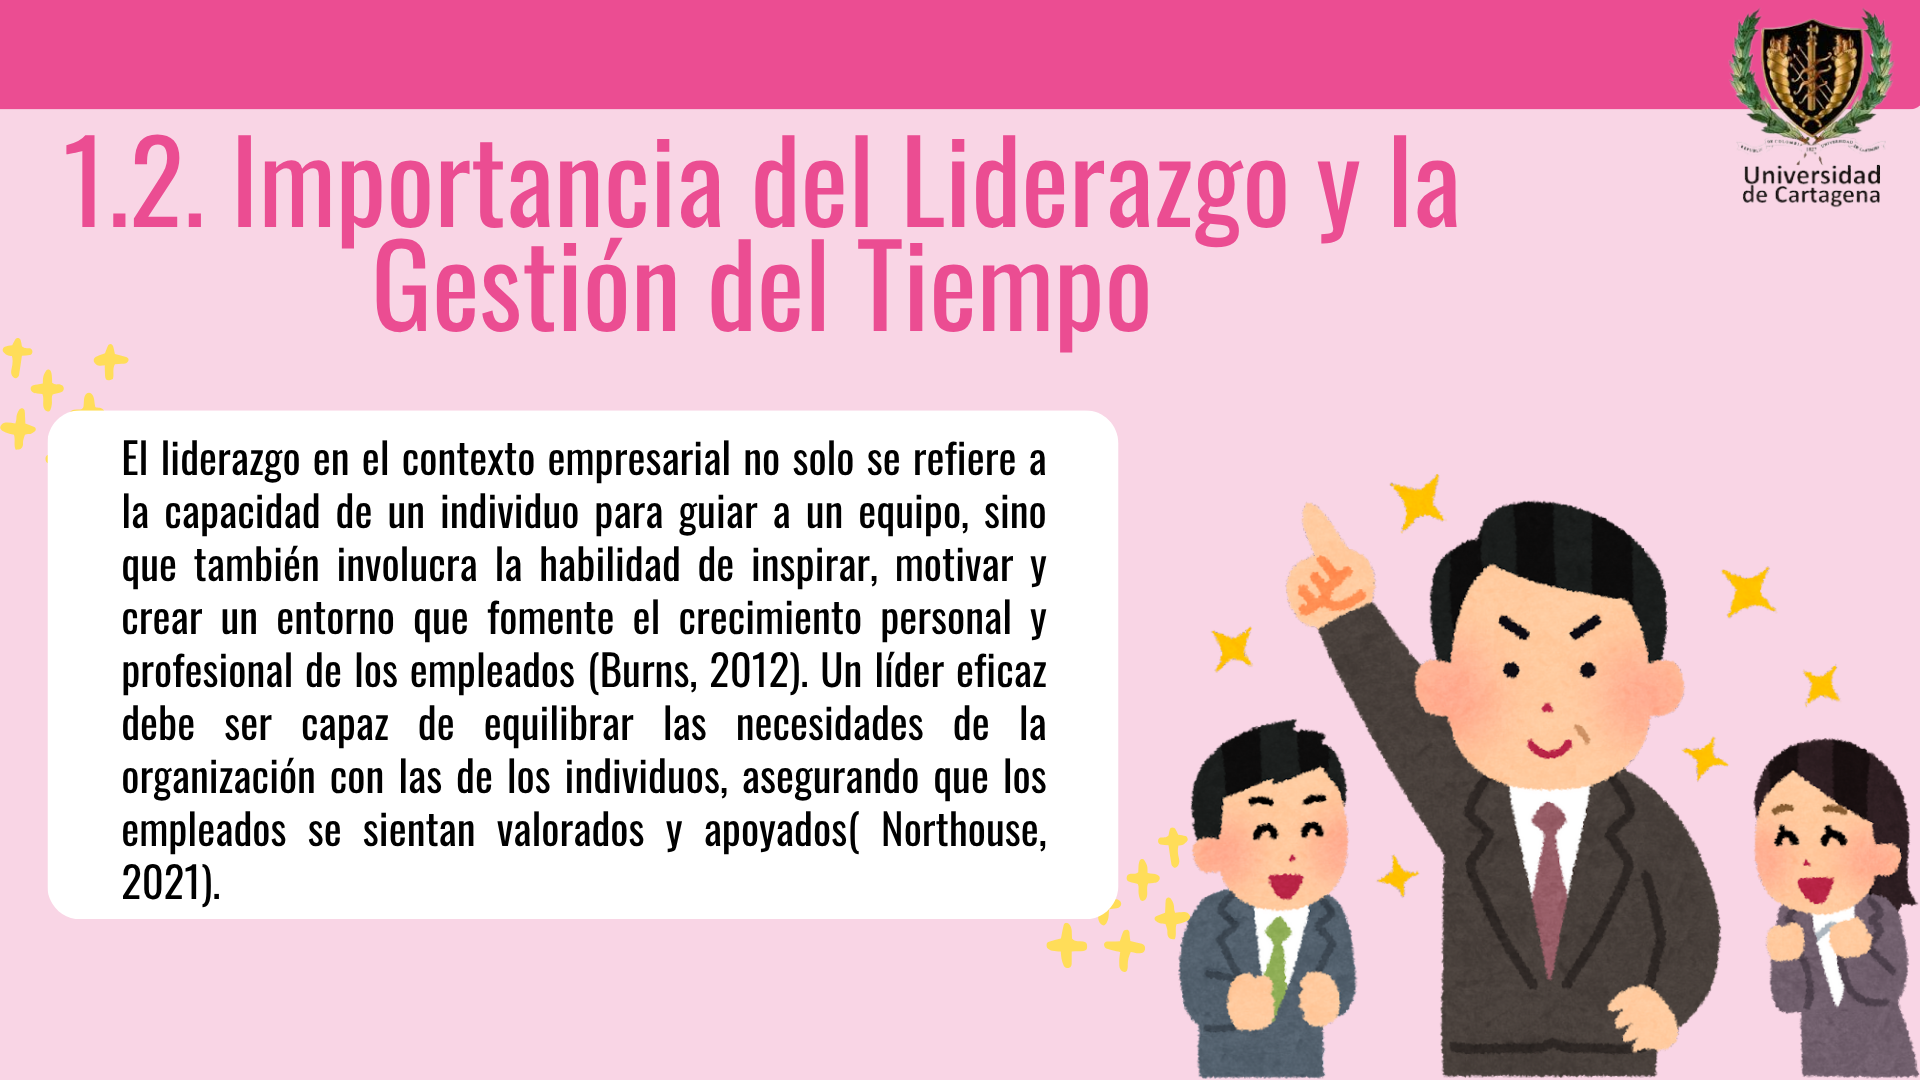 1.2. Importancia del Liderazgo y la
Gestión del Tiempo
Universidad
de Cartagena
El liderazgo en el contexto empresarial no solo se refiere a
la capacidad de un individuo para guiar a un equipo, sino
que también involucra la habilidad de inspirar, motivar y
crear un entorno que fomente el crecimiento personal y
profesional de los empleados (Burns, 2012). Un líder eficaz
debe ser capaz de equilibrar las necesidades de la
organización con las de los individuos, asegurando que los
empleados se sientan valorados y apoyados( Northouse,
2021).